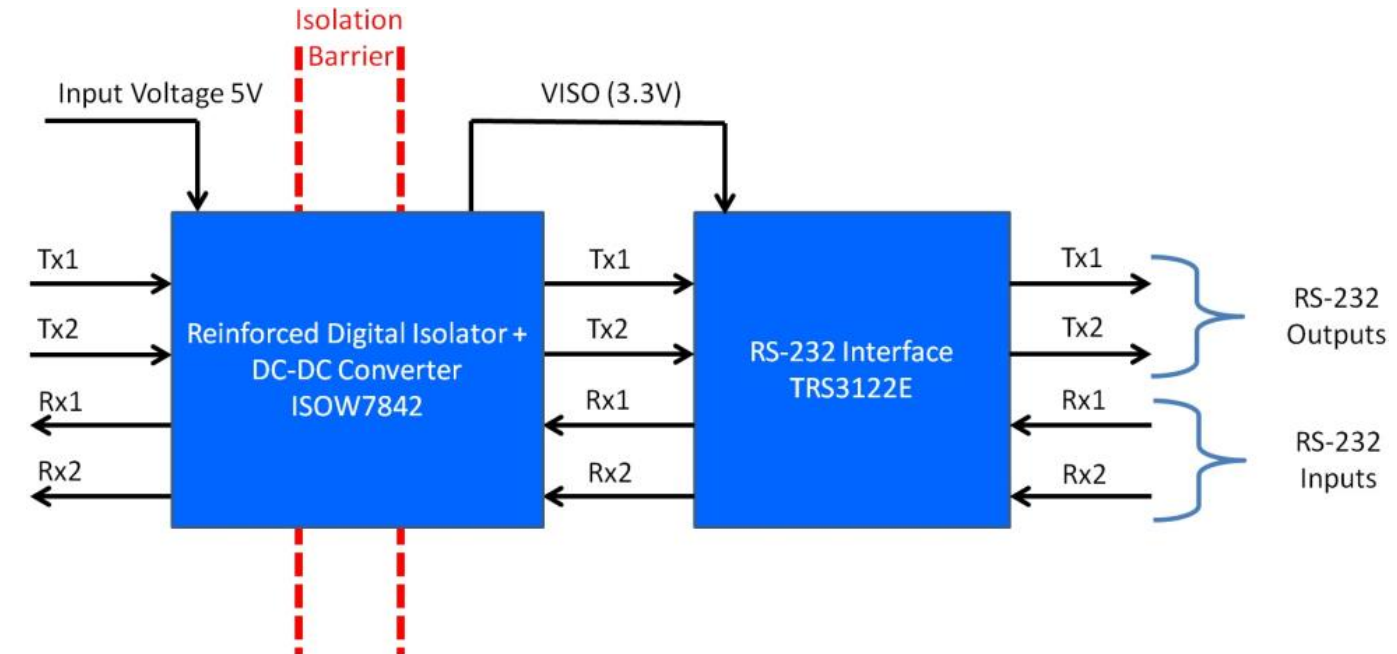 Isolation
Barrier
Input Voltage 5V
VISO (3.3V)
Tx1
Tx2
Rx1
Rx2
Reinforced Digital Isolator +
DC-DC Converter
ISOW7842
Tx1
Tx2
Rx1
Rx2
RS-232 Interface
TRS3122E
Tx1
Tx2
Rx1
Rx2
RS-232
Outputs
RS-232
Inputs